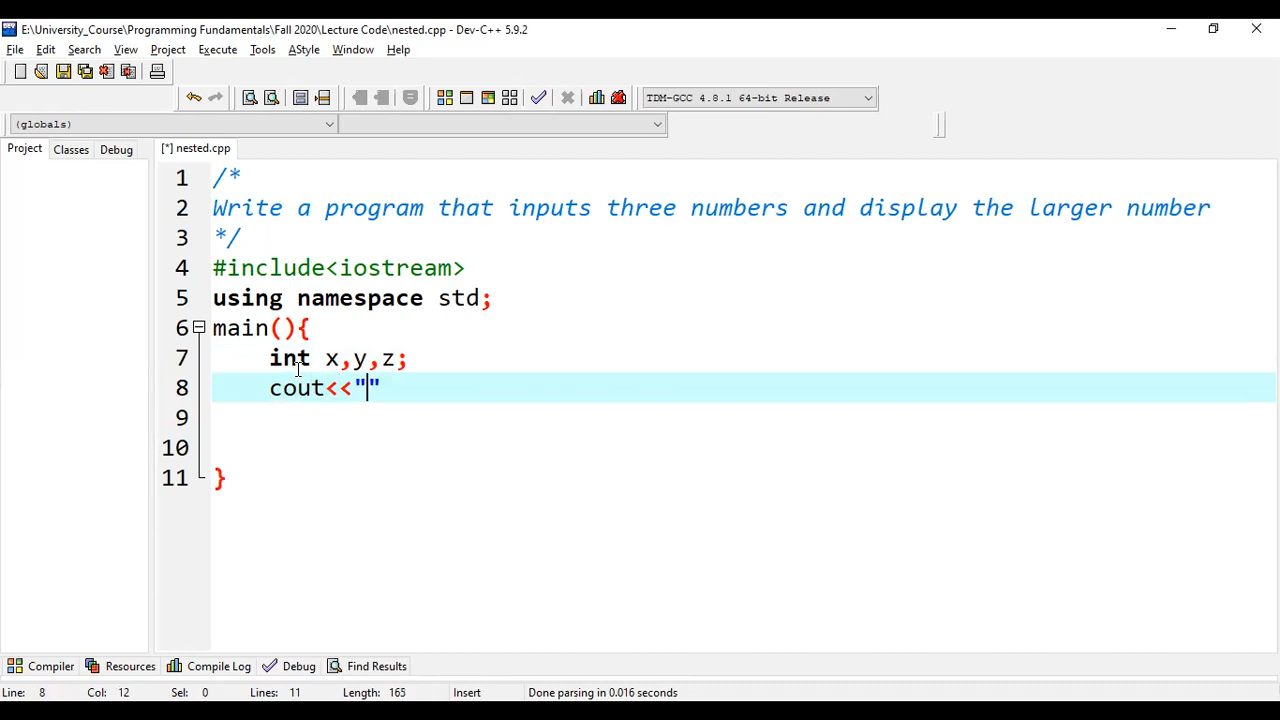 E:\University_Course\Programming Fundamentals\Fall 2020\Lecture Code\nested.cpp - Dev-C++ 5.9.2
File Edit Search View Project Execute Tools AStyle Window Help
TDM-GCC 4.8.1 64-bit Release
(globals)
Project Classes Debug
[*] nested.cpp
1 /*
2 Write a program that inputs three numbers and display the larger number
3 */
4 #include<iostream>
5 using namespace std;
6 main(){
7 int x,y,z;
8 cout<<""
9
10
11 }
Compiler Resources Compile Log Debug Find Results
Line: 8 Col: 12 Sel: 0 Lines: 11 Length: 165 Insert Done parsing in 0.016 seconds